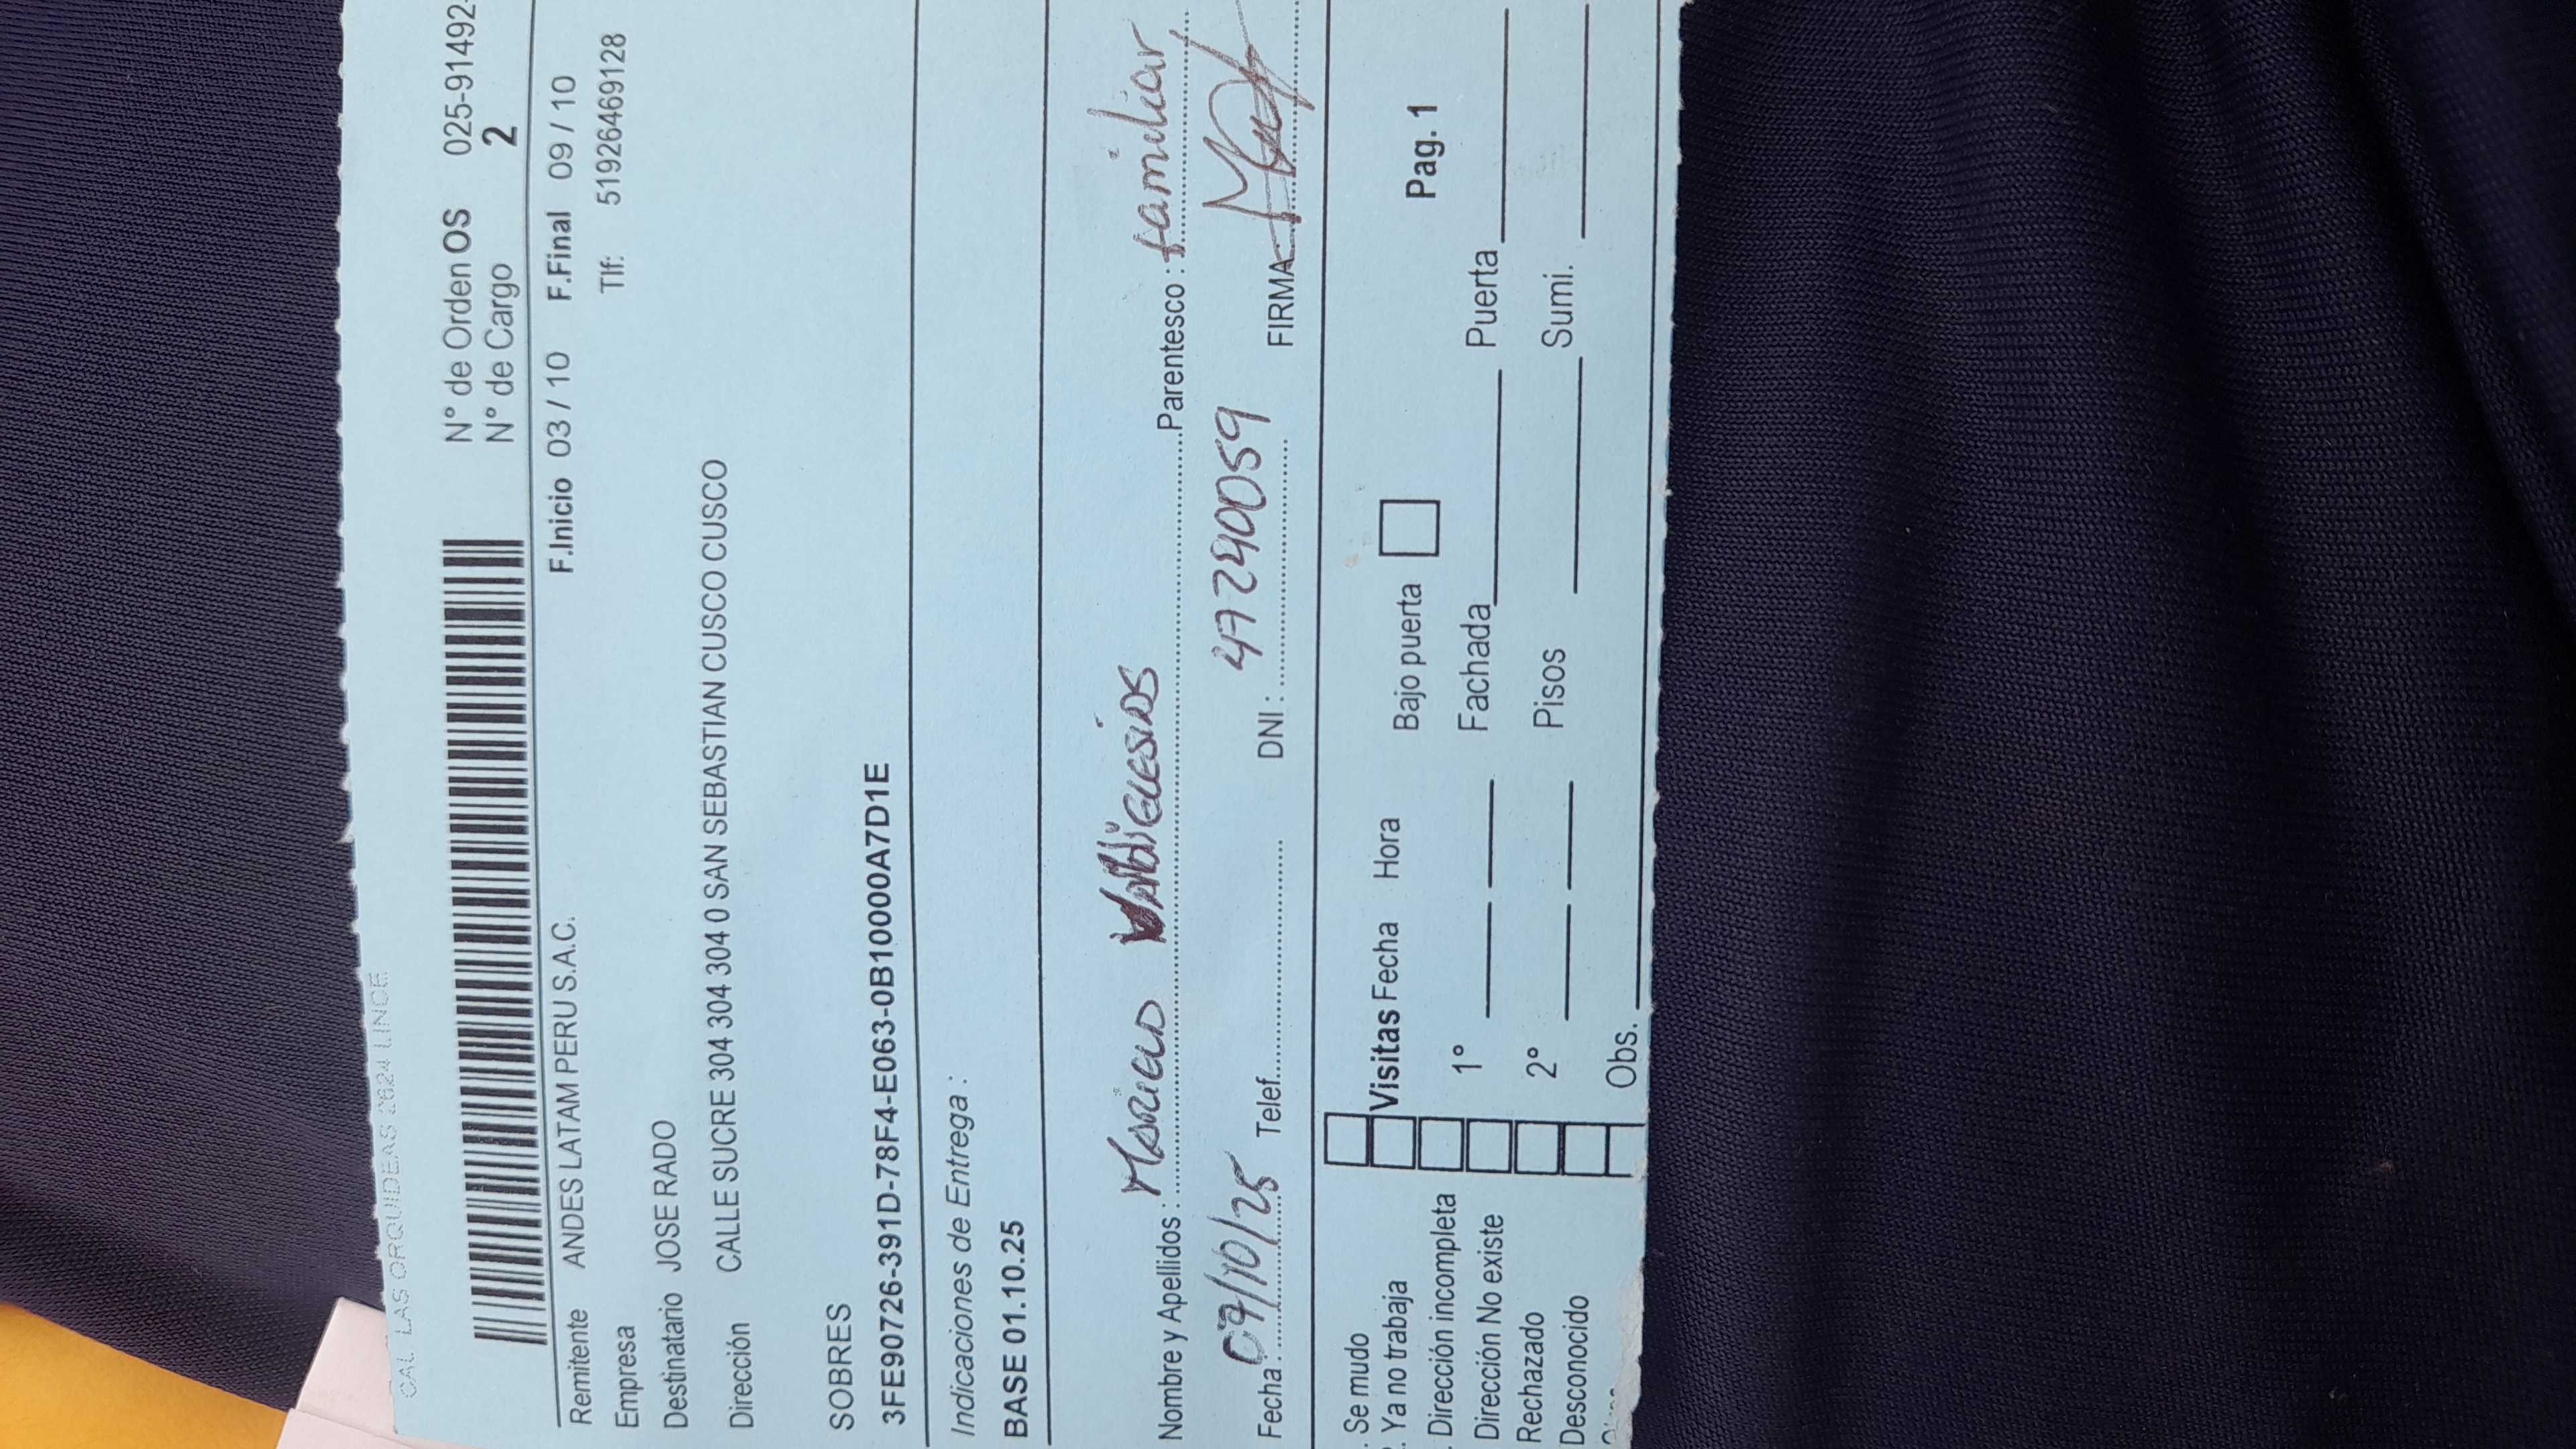 CAL LAS ORQUIDEAS 2624 LINCE
N° de Orden OS 025-91492-
N° de Cargo 2
F.Inicio 03 / 10 F.Final 09 / 10
Remitente ANDES LATAM PERU S.A.C.
Empresa Tlf: 51926469128
Destinatario JOSE RADO
Dirección CALLE SUCRE 304 304 304 0 SAN SEBASTIAN CUSCO CUSCO
SOBRES
3FE90726-391D-78F4-E063-0B10000A7D1E
Indicaciones de Entrega :
BASE 01.10.25
Nombre y Apellidos : Parentesco : familiar
Fecha : 09/10/25 Telef. DNI : 47240059 FIRMA
. Se mudo
. Ya no trabaja
. Dirección incompleta
Dirección No existe
Rechazado
Desconocido
Visitas Fecha Hora Bajo puerta Pag. 1
1° Fachada Puerta
2° Pisos Sumi.
Obs.